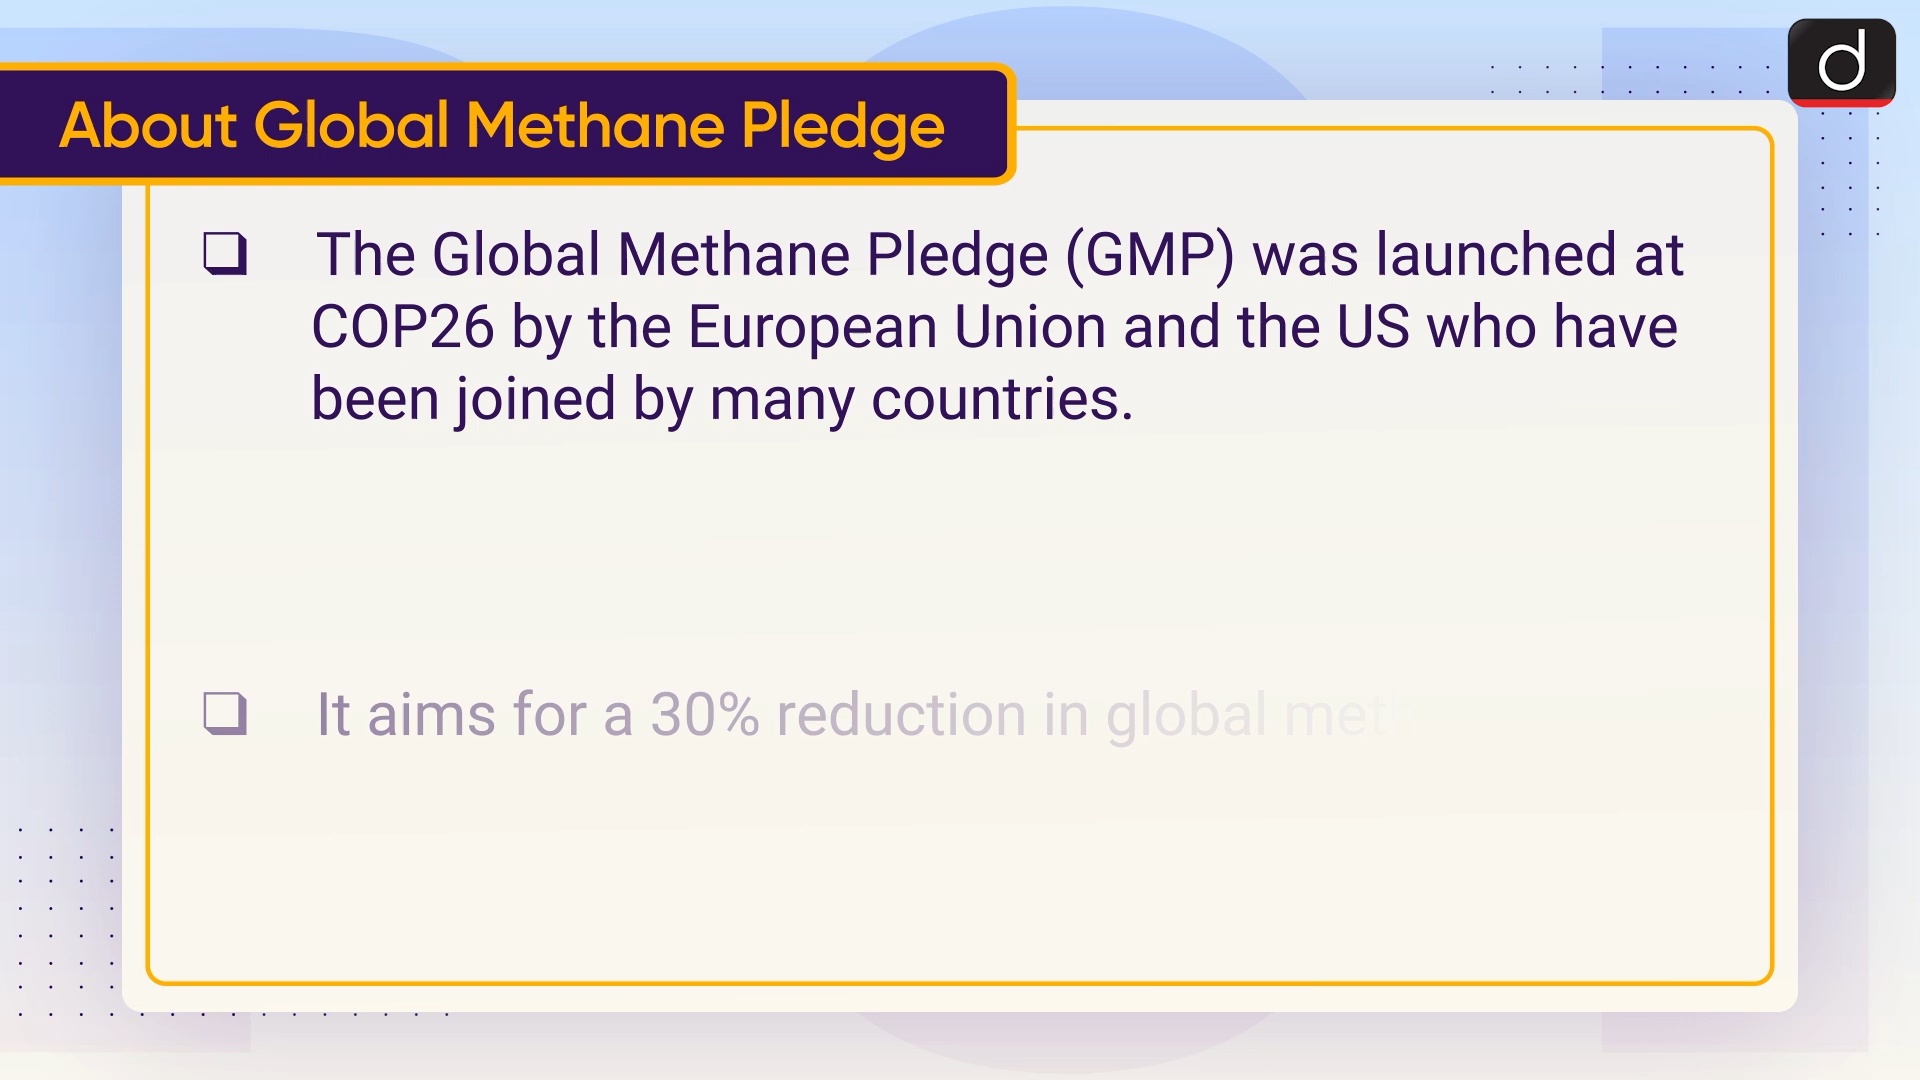 About Global Methane Pledge
d
❑ The Global Methane Pledge (GMP) was launched at
COP26 by the European Union and the US who have
been joined by many countries.
❑ It aims for a 30% reduction in global